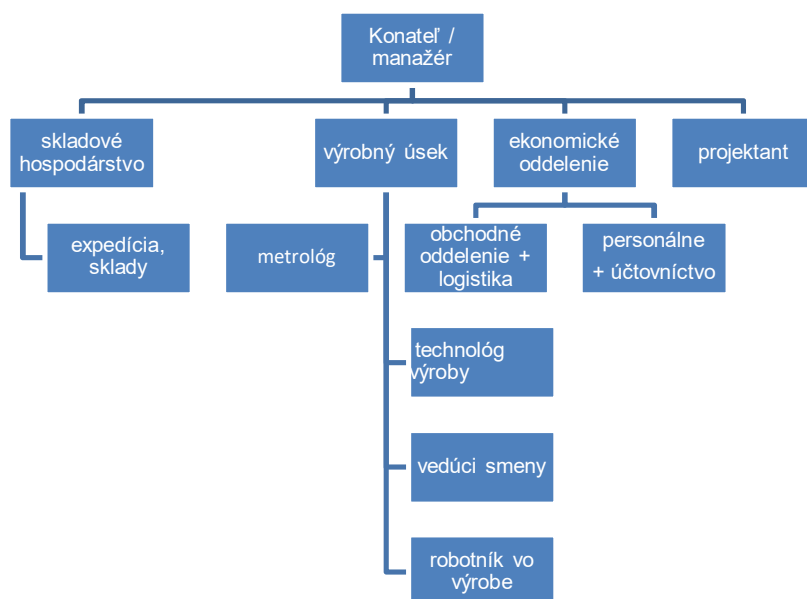 Konateľ /
manažér
skladové
hospodárstvo
výrobný úsek
ekonomické
oddelenie
projektant
expedícia,
sklady
metrológ
obchodné
oddelenie +
logistika
personálne
+ účtovníctvo
technológ
výroby
vedúci smeny
robotník vo
výrobe